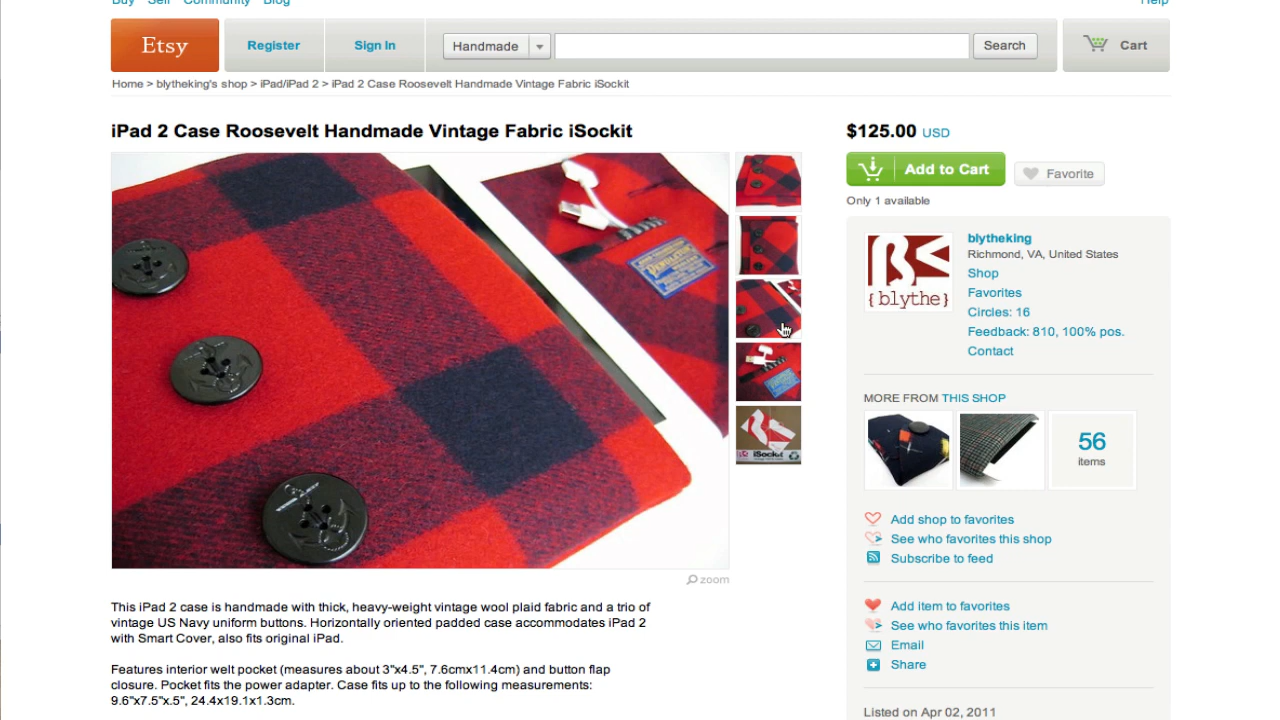 Buy Sell Community Blog Help
Etsy
Register
Sign In
Handmade
Search
Cart
Home > blytheking's shop > iPad/iPad 2 > iPad 2 Case Roosevelt Handmade Vintage Fabric iSockit
iPad 2 Case Roosevelt Handmade Vintage Fabric iSockit
PENDLETON
iSockit
zoom
This iPad 2 case is handmade with thick, heavy-weight vintage wool plaid fabric and a trio of
vintage US Navy uniform buttons. Horizontally oriented padded case accommodates iPad 2
with Smart Cover, also fits original iPad.
Features interior welt pocket (measures about 3"x4.5", 7.6cmx11.4cm) and button flap
closure. Pocket fits the power adapter. Case fits up to the following measurements:
9.6"x7.5"x.5", 24.4x19.1x1.3cm.
$125.00 USD
Add to Cart
Favorite
Only 1 available
{ blythe }
blytheking
Richmond, VA, United States
Shop
Favorites
Circles: 16
Feedback: 810, 100% pos.
Contact
MORE FROM THIS SHOP
56
items
Add shop to favorites
See who favorites this shop
Subscribe to feed
Add item to favorites
See who favorites this item
Email
Share
Listed on Apr 02, 2011